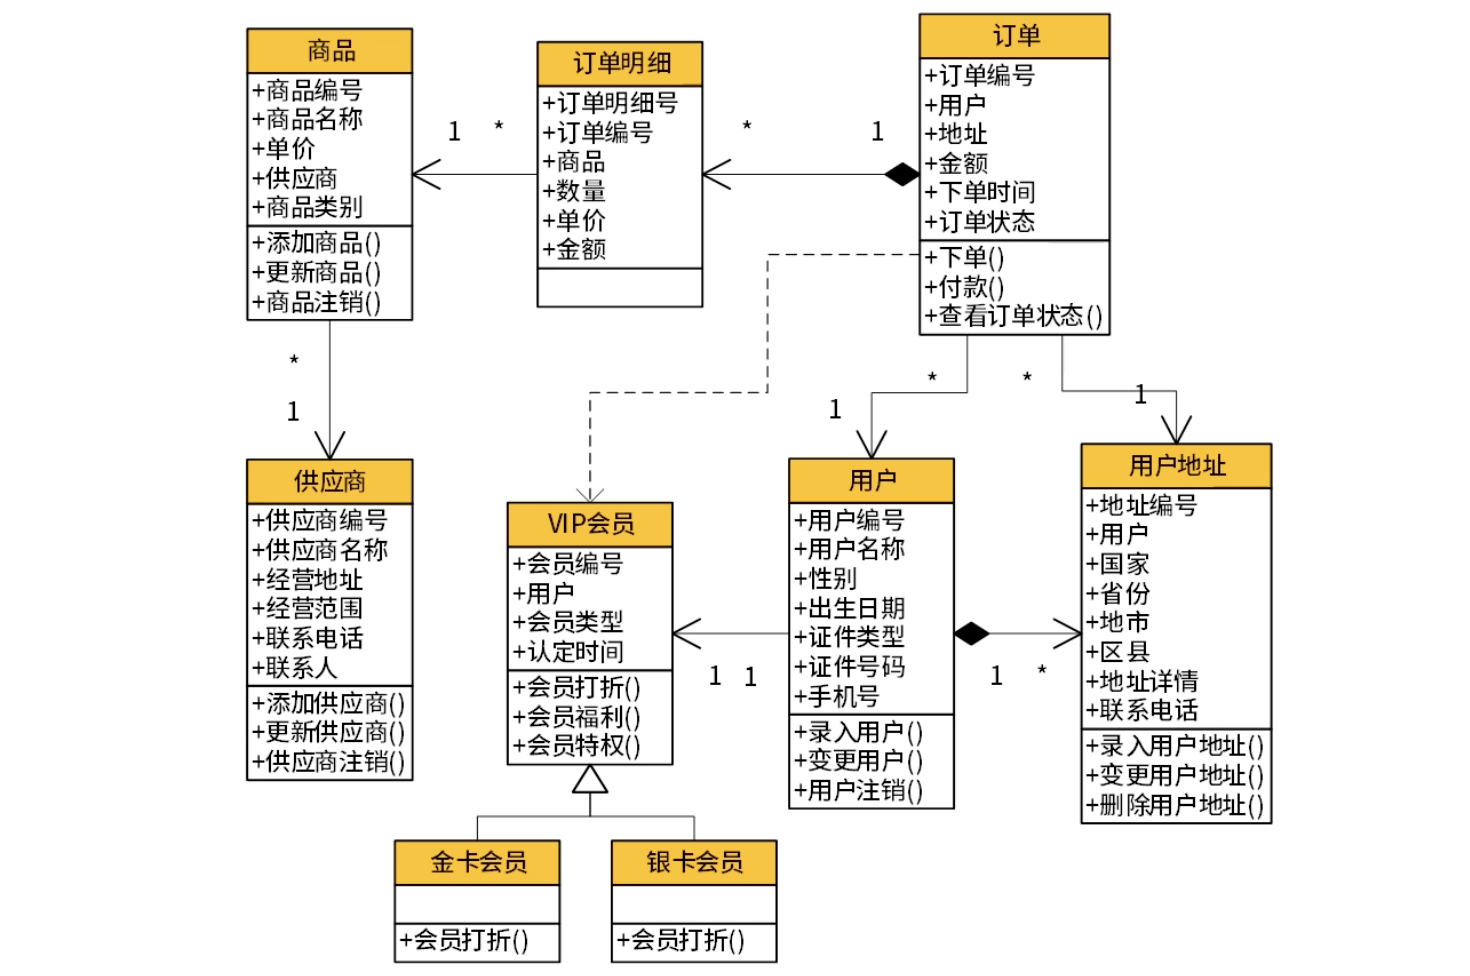 商品
+商品编号
+商品名称
+单价
+供应商
+商品类别
+添加商品()
+更新商品()
+商品注销()
1
*
订单明细
+订单明细号
+订单编号
+商品
+数量
+单价
+金额
*
1
订单
+订单编号
+用户
+地址
+金额
+下单时间
+订单状态
+下单()
+付款()
+查看订单状态()
*
1
*
1
*
1
供应商
+供应商编号
+供应商名称
+经营地址
+经营范围
+联系电话
+联系人
+添加供应商()
+更新供应商()
+供应商注销()
VIP会员
+会员编号
+用户
+会员类型
+认定时间
+会员打折()
+会员福利()
+会员特权()
1
1
用户
+用户编号
+用户名称
+性别
+出生日期
+证件类型
+证件号码
+手机号
+录入用户()
+变更用户()
+用户注销()
1
*
用户地址
+地址编号
+用户
+国家
+省份
+地市
+区县
+地址详情
+联系电话
+录入用户地址()
+变更用户地址()
+删除用户地址()
金卡会员
+会员打折()
银卡会员
+会员打折()